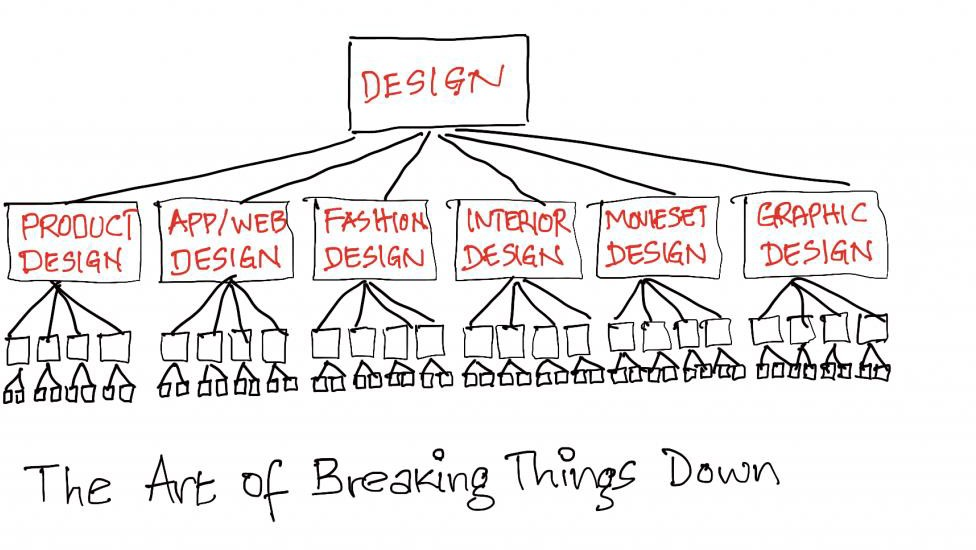 DESIGN
PRODUCT
DESIGN
APP/WEB
DESIGN
FASHION
DESIGN
INTERIOR
DESIGN
MOVIESET
DESIGN
GRAPHIC
DESIGN
The Art of Breaking Things Down